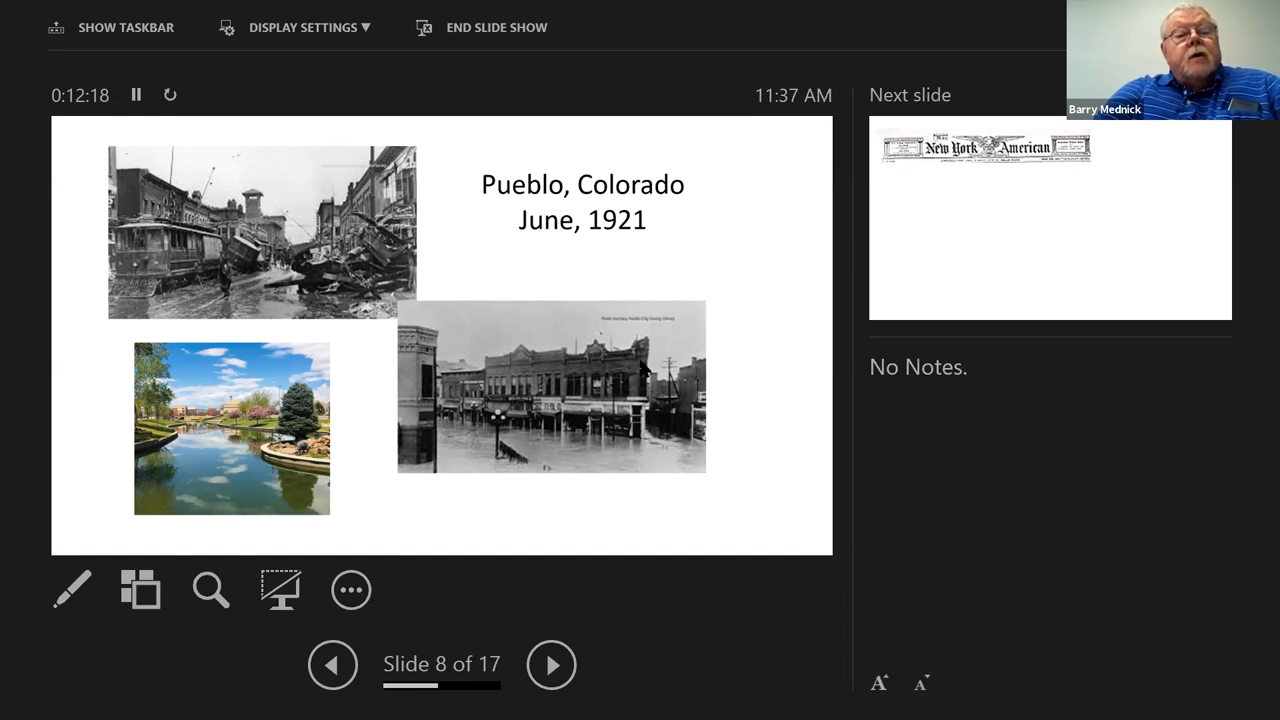 SHOW TASKBAR
DISPLAY SETTINGS ▼
END SLIDE SHOW
Barry Mednick
0:12:18
11:37 AM
Next slide
Pueblo, Colorado
June, 1921
New York American
No Notes.
Slide 8 of 17
A
A